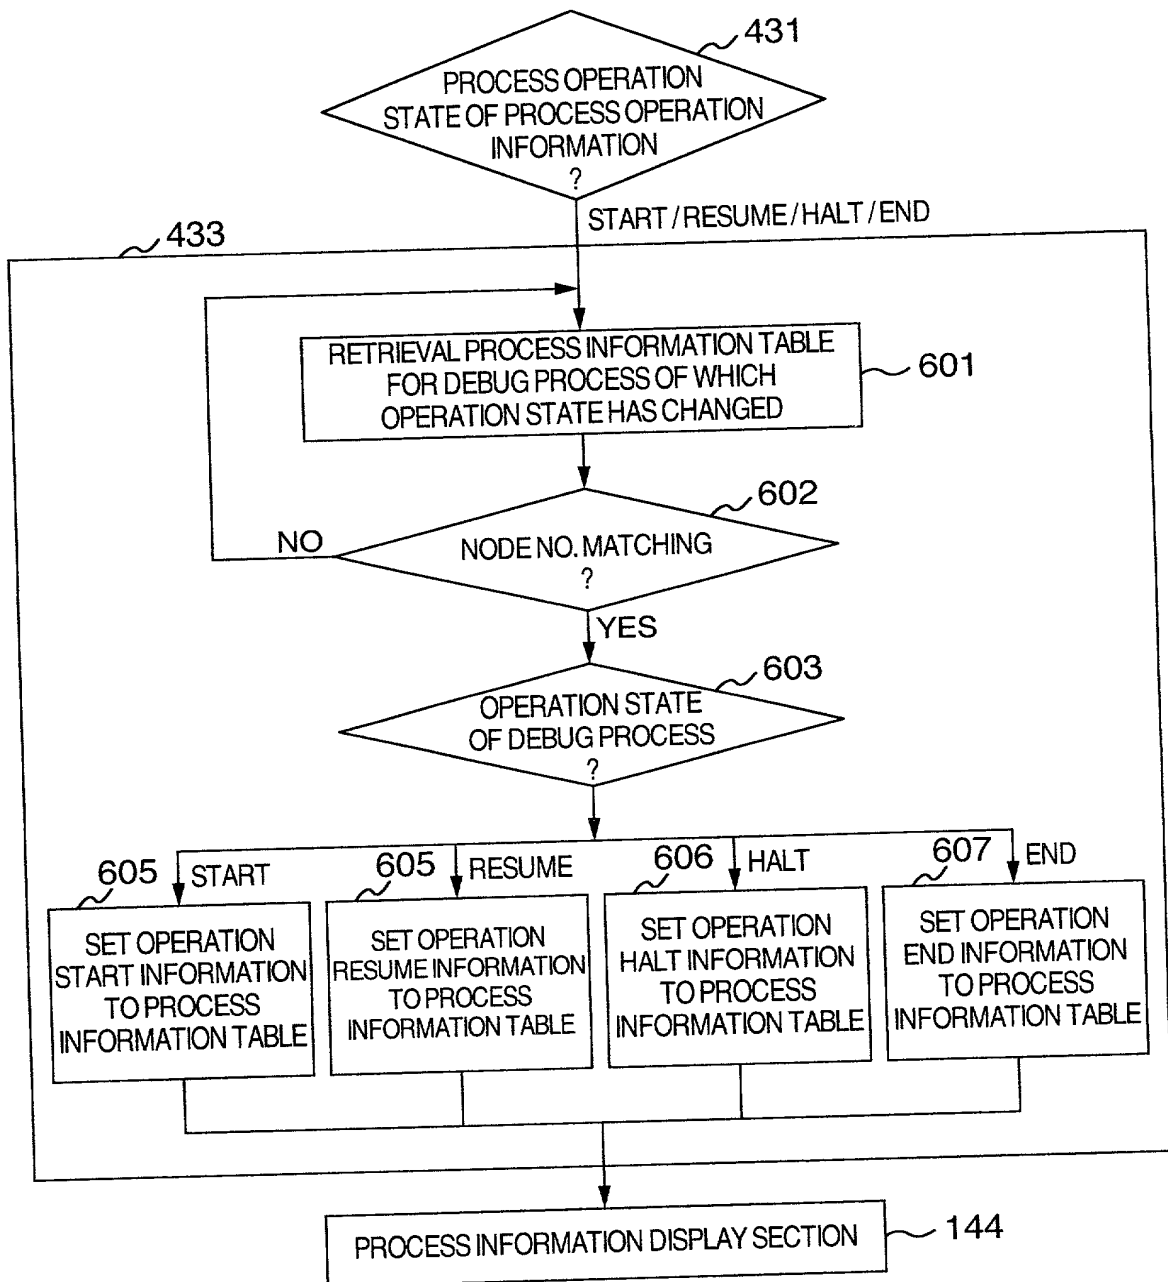 431
PROCESS OPERATION
STATE OF PROCESS OPERATION
INFORMATION
?
START / RESUME / HALT / END
433
RETRIEVAL PROCESS INFORMATION TABLE
FOR DEBUG PROCESS OF WHICH
OPERATION STATE HAS CHANGED
601
602
NODE NO. MATCHING
?
NO
YES
603
OPERATION STATE
OF DEBUG PROCESS
?
605
START
SET OPERATION
START INFORMATION
TO PROCESS
INFORMATION TABLE
605
RESUME
SET OPERATION
RESUME INFORMATION
TO PROCESS
INFORMATION TABLE
606
HALT
SET OPERATION
HALT INFORMATION
TO PROCESS
INFORMATION TABLE
607
END
SET OPERATION
END INFORMATION
TO PROCESS
INFORMATION TABLE
PROCESS INFORMATION DISPLAY SECTION
144